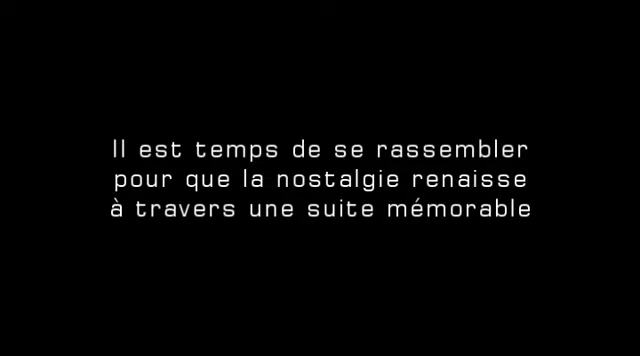 Il est temps de se rassembler
pour que la nostalgie renaisse
à travers une suite mémorable